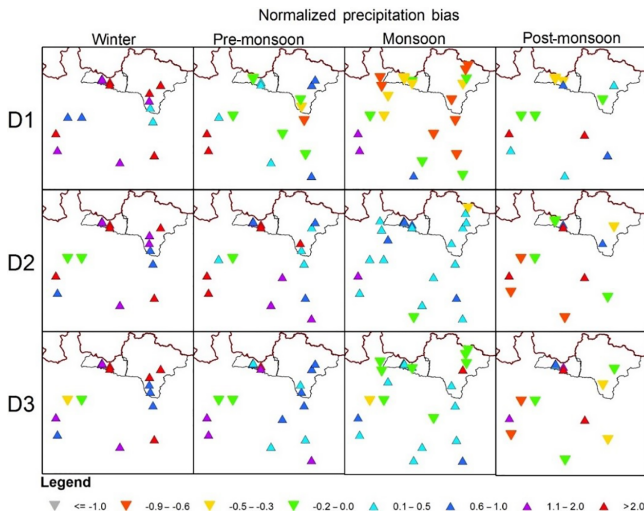 Normalized precipitation bias
Winter Pre-monsoon Monsoon Post-monsoon
D1
D2
D3
Legend
<= -1.0 -0.9 – -0.6 -0.5 – -0.3 -0.2 – 0.0 0.1 – 0.5 0.6 – 1.0 1.1 – 2.0 >2.0